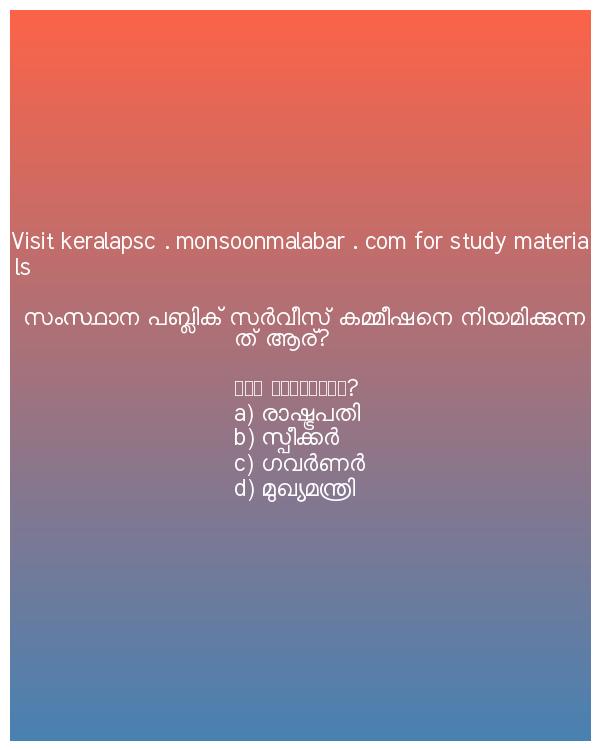 Visit keralapsc . monsoonmalabar . com for study materia
ls
സംസ്ഥാന പബ്ലിക് സർവീസ് കമ്മീഷനെ നിയമിക്കുന്ന
ത് ആര്?
?
a) രാഷ്ട്രപതി
b) സ്പീക്കർ
c) ഗവർണർ
d) മുഖ്യമന്ത്രി